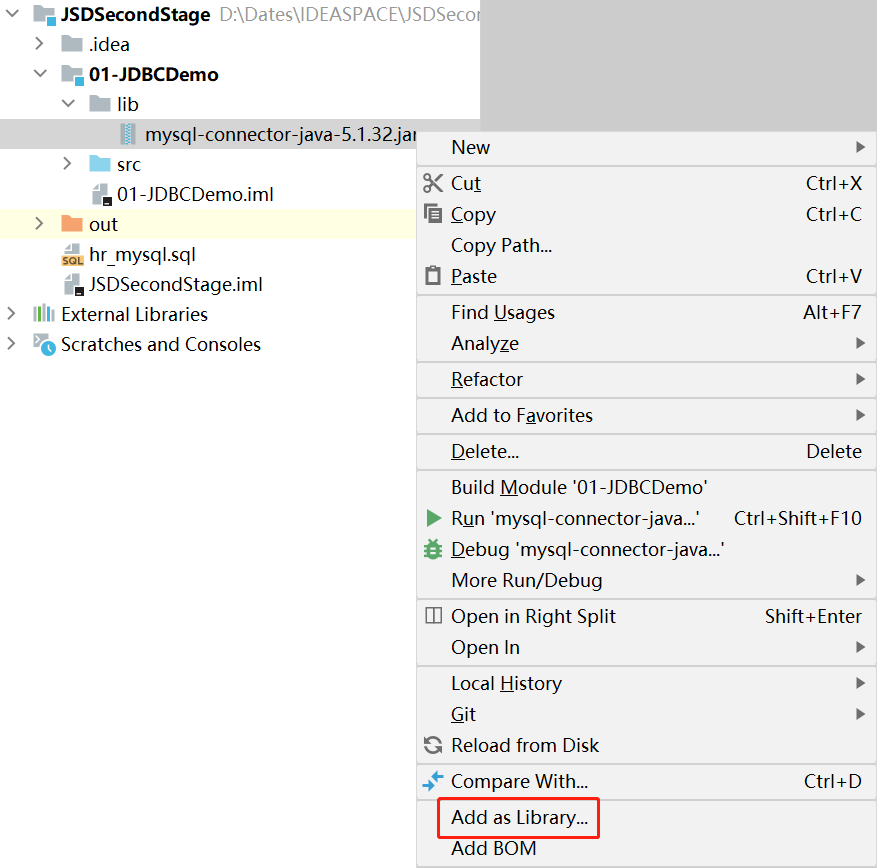 JSDSecondStage D:\Dates\IDEASPACE\JSDSecon
.idea
01-JDBCDemo
lib
mysql-connector-java-5.1.32.jar
src
01-JDBCDemo.iml
out
SQL hr_mysql.sql
JSDSecondStage.iml
External Libraries
Scratches and Consoles
New
Cut Ctrl+X
Copy Ctrl+C
Copy Path...
Paste Ctrl+V
Find Usages Alt+F7
Analyze
Refactor
Add to Favorites
Delete... Delete
Build Module '01-JDBCDemo'
Run 'mysql-connector-java...' Ctrl+Shift+F10
Debug 'mysql-connector-java...'
More Run/Debug
Open in Right Split Shift+Enter
Open In
Local History
Git
Reload from Disk
Compare With... Ctrl+D
Add as Library...
Add BOM